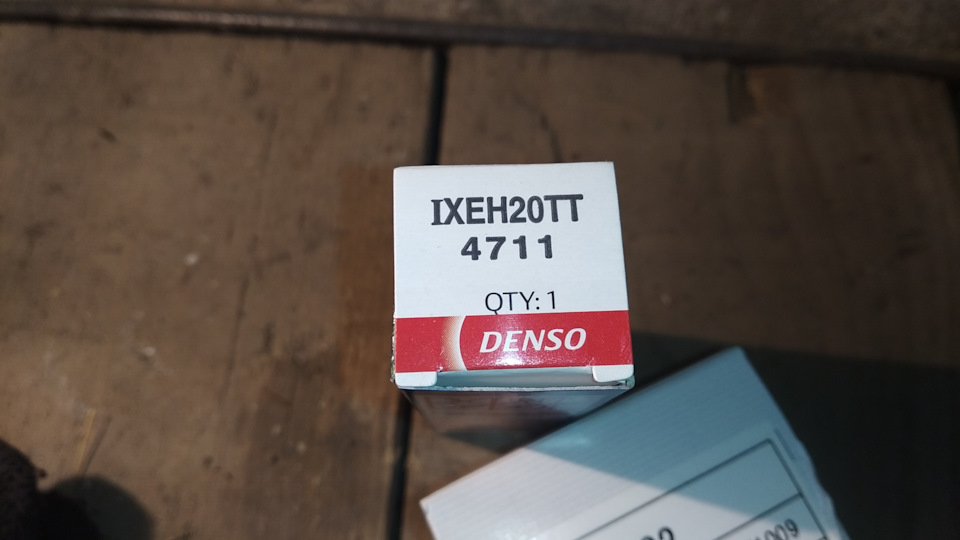 IXEH20TT
4711
QTY: 1
DENSO